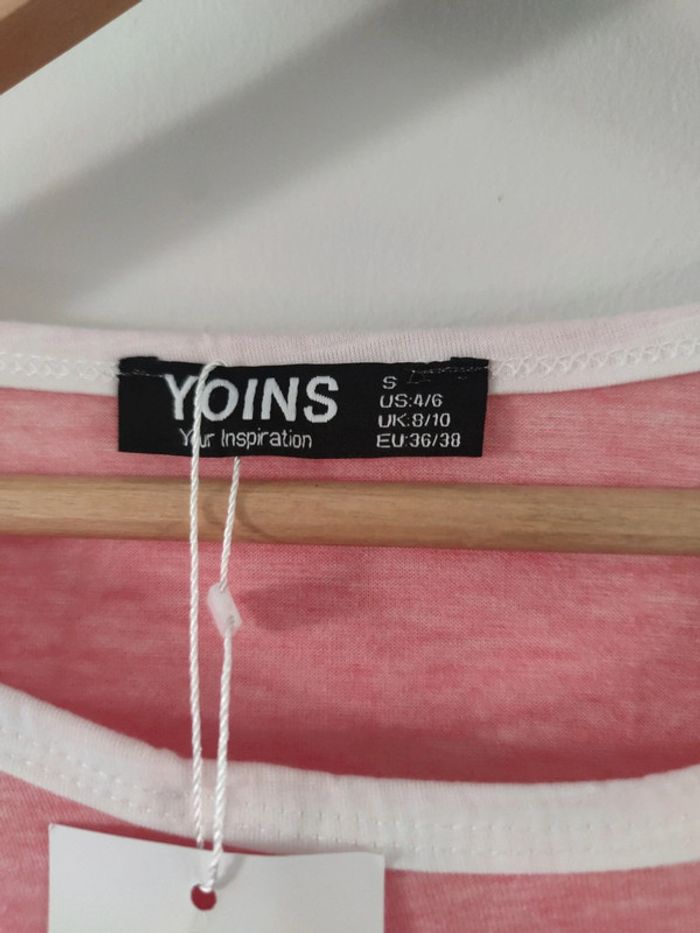 YOINS
Your Inspiration
S
US:4/6
UK:8/10
EU:36/38